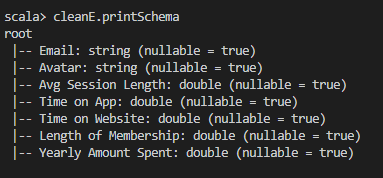 scala> cleanE.printSchema
root
 |-- Email: string (nullable = true)
 |-- Avatar: string (nullable = true)
 |-- Avg Session Length: double (nullable = true)
 |-- Time on App: double (nullable = true)
 |-- Time on Website: double (nullable = true)
 |-- Length of Membership: double (nullable = true)
 |-- Yearly Amount Spent: double (nullable = true)